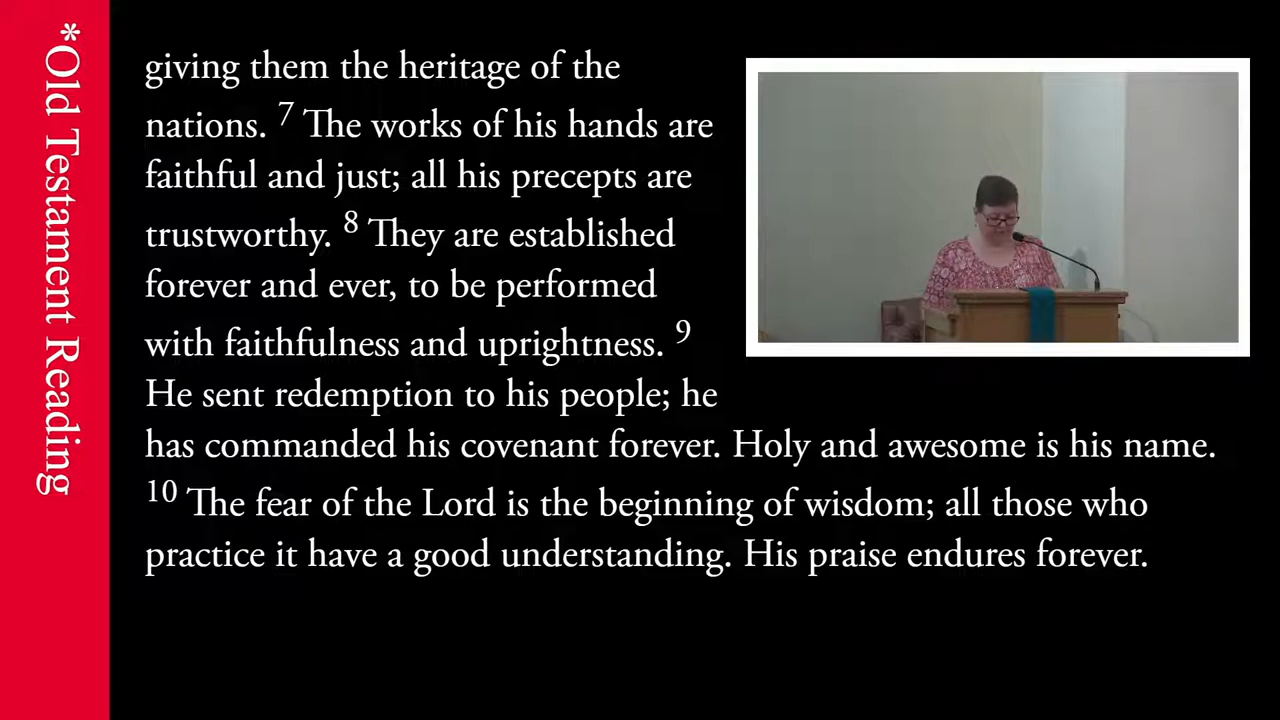 *Old Testament Reading
giving them the heritage of the
nations. 7 The works of his hands are
faithful and just; all his precepts are
trustworthy. 8 They are established
forever and ever, to be performed
with faithfulness and uprightness. 9
He sent redemption to his people; he
has commanded his covenant forever. Holy and awesome is his name.
10 The fear of the Lord is the beginning of wisdom; all those who
practice it have a good understanding. His praise endures forever.